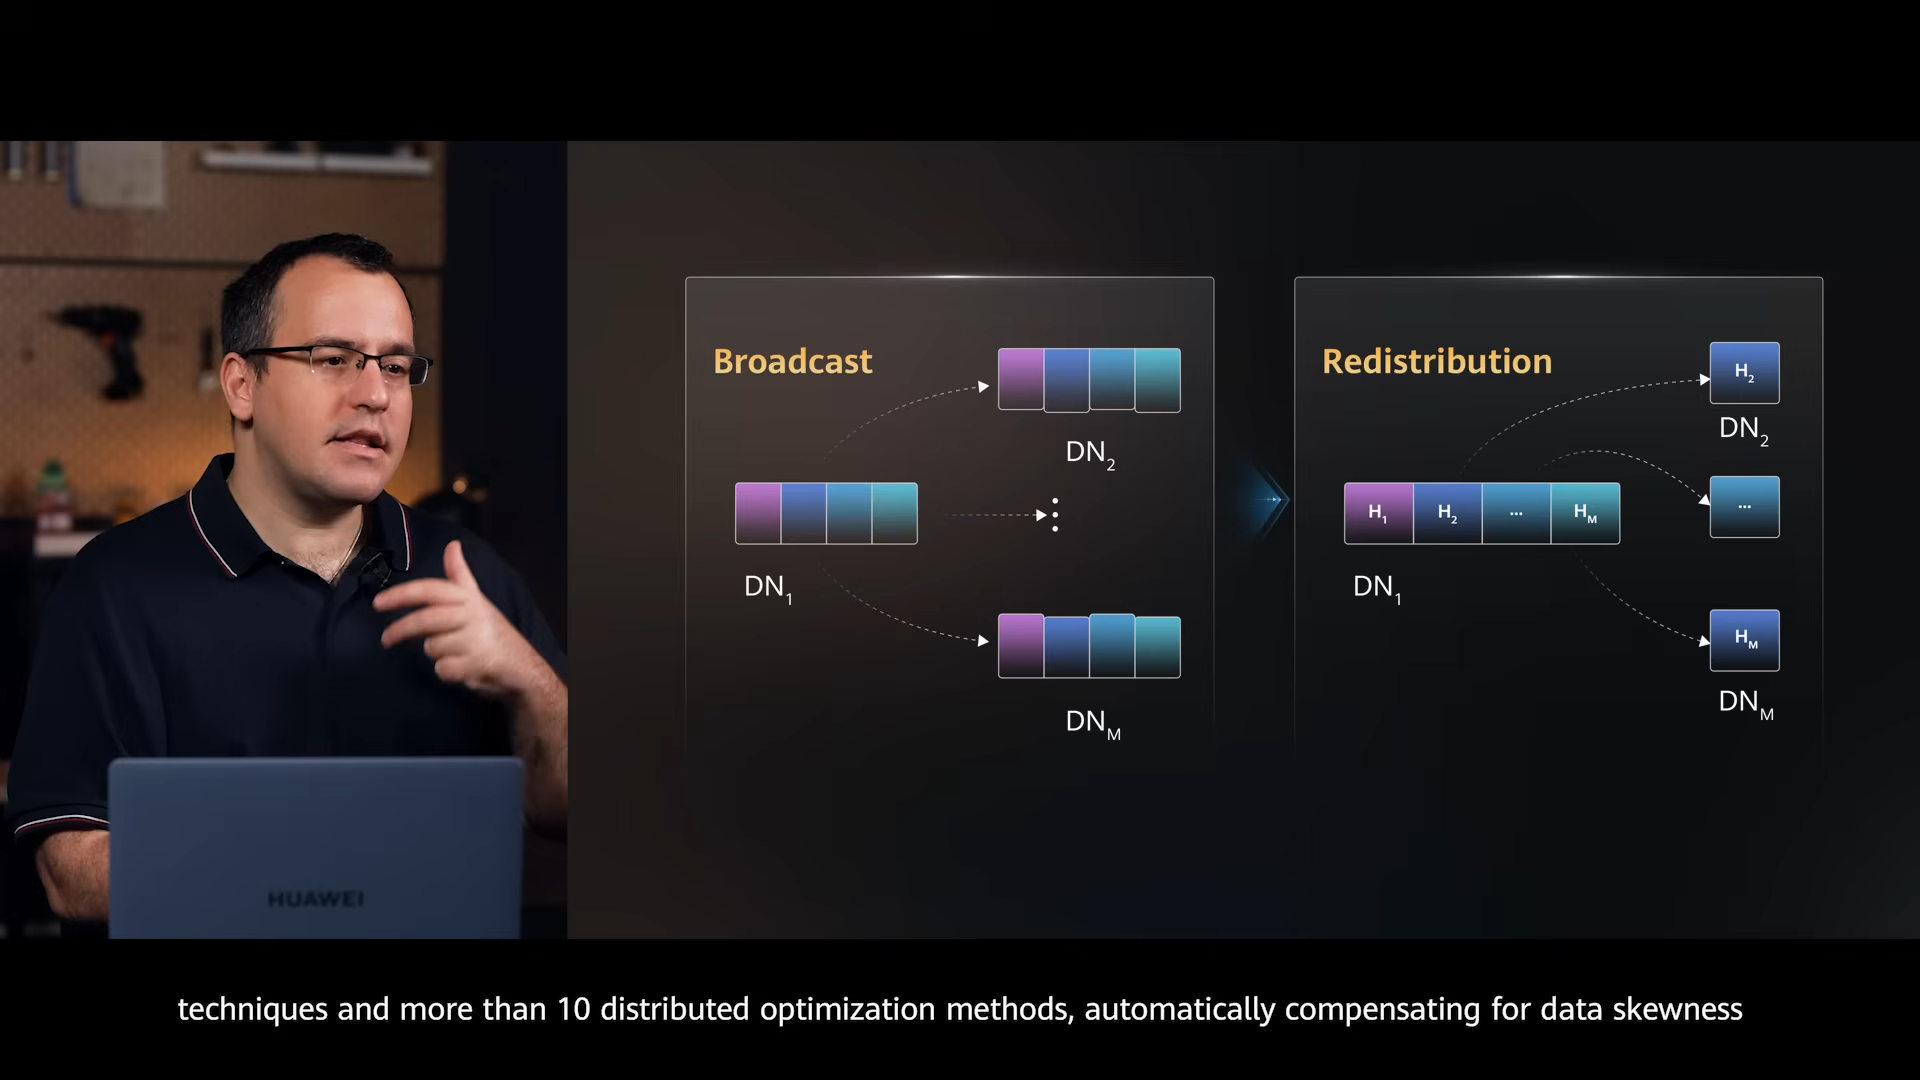 Broadcast
DN2
DN1
DNM
Redistribution
H2
DN2
H1 H2 ... HM
...
DN1
HM
DNM
HUAWEI
techniques and more than 10 distributed optimization methods, automatically compensating for data skewness